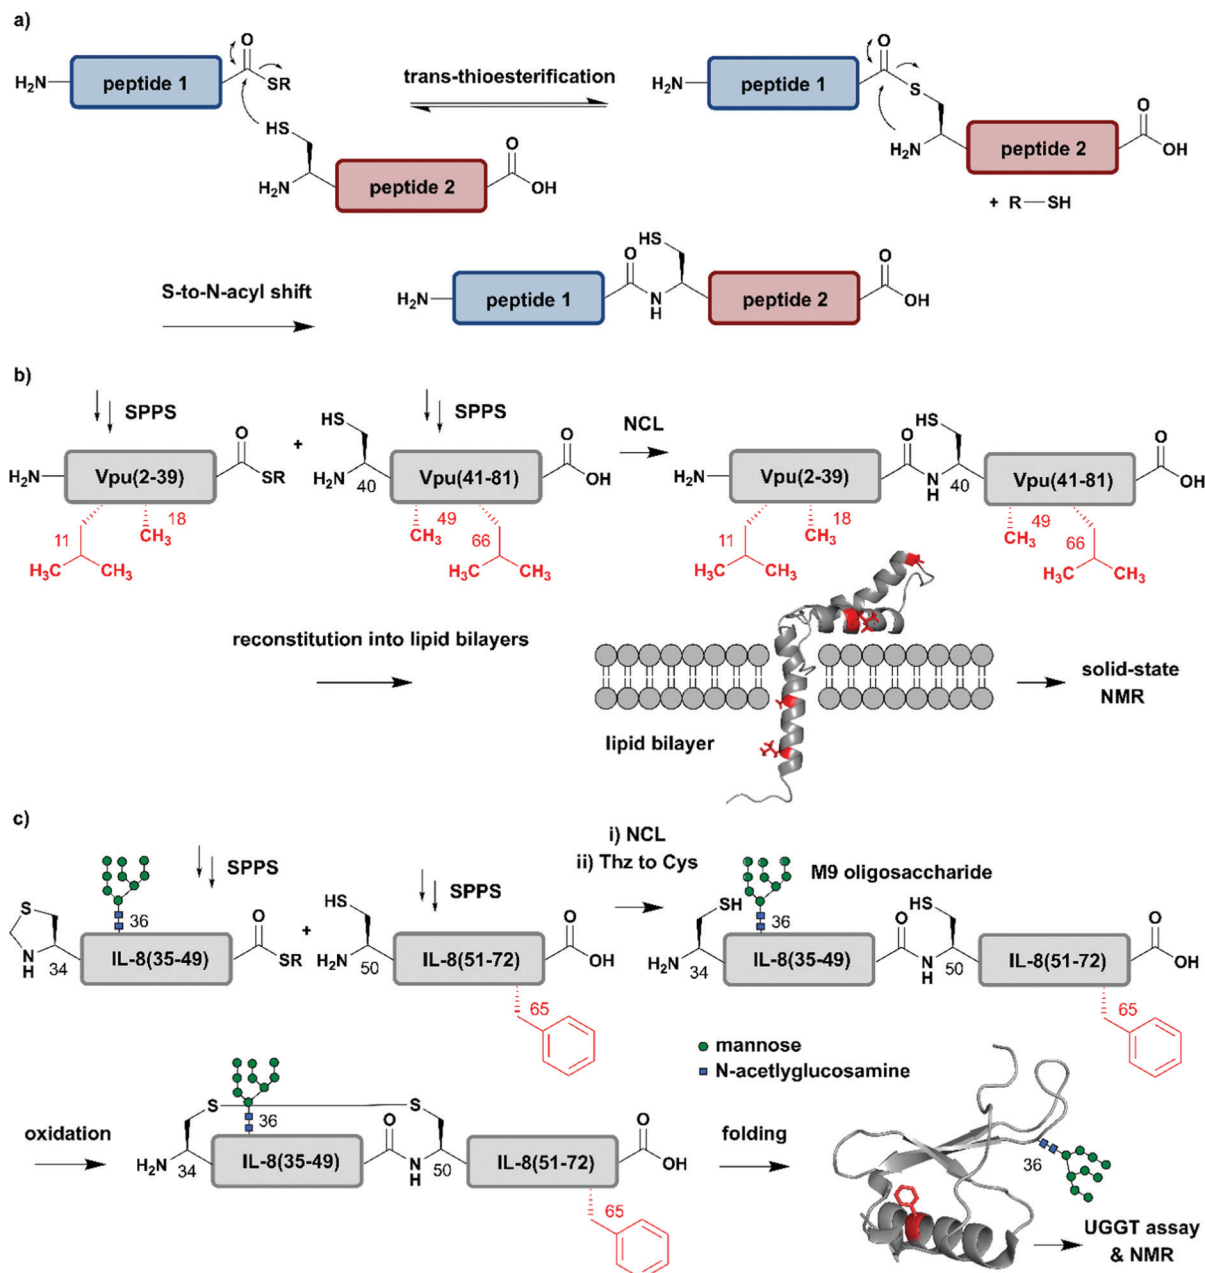 a)
H₂N
peptide 1
O
SR
HS
H₂N
peptide 2
O
OH
trans-thioesterification
H₂N
peptide 1
O
S
H₂N
peptide 2
O
OH
+ R—SH
S-to-N-acyl shift
H₂N
peptide 1
O
N
H
HS
peptide 2
O
OH
b)
SPPS
H₂N
Vpu(2-39)
O
SR
11
18
CH₃
H₃C
CH₃
+
HS
H₂N
40
SPPS
Vpu(41-81)
O
OH
49
CH₃
66
H₃C
CH₃
NCL
H₂N
Vpu(2-39)
O
N
H
HS
40
Vpu(41-81)
O
OH
11
18
CH₃
H₃C
CH₃
49
CH₃
66
H₃C
CH₃
reconstitution into lipid bilayers
lipid bilayer
solid-state
NMR
c)
S
N
H
34
36
SPPS
IL-8(35-49)
O
SR
+
HS
H₂N
50
SPPS
IL-8(51-72)
O
OH
65
i) NCL
ii) Thz to Cys
M9 oligosaccharide
SH
H₂N
34
36
IL-8(35-49)
O
N
H
HS
50
IL-8(51-72)
O
OH
65
mannose
N-acetlyglucosamine
oxidation
S
S
H₂N
34
36
IL-8(35-49)
O
N
H
50
IL-8(51-72)
O
OH
65
folding
36
UGGT assay
& NMR